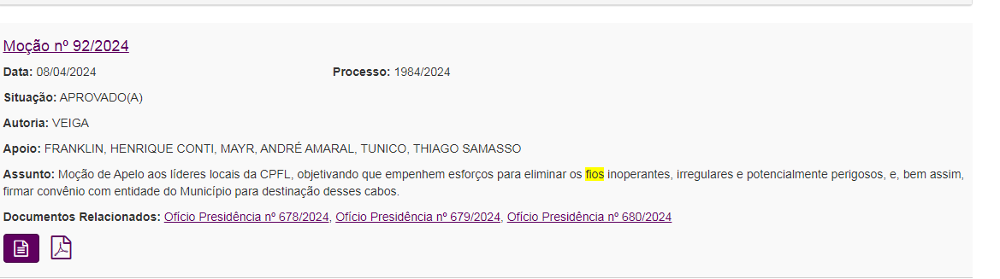 Moção nº 92/2024
Data: 08/04/2024 Processo: 1984/2024
Situação: APROVADO(A)
Autoria: VEIGA
Apoio: FRANKLIN, HENRIQUE CONTI, MAYR, ANDRÉ AMARAL, TUNICO, THIAGO SAMASSO
Assunto: Moção de Apelo aos líderes locais da CPFL, objetivando que empenhem esforços para eliminar os fios inoperantes, irregulares e potencialmente perigosos, e, bem assim,
firmar convênio com entidade do Município para destinação desses cabos.
Documentos Relacionados: Ofício Presidência nº 678/2024, Ofício Presidência nº 679/2024, Ofício Presidência nº 680/2024